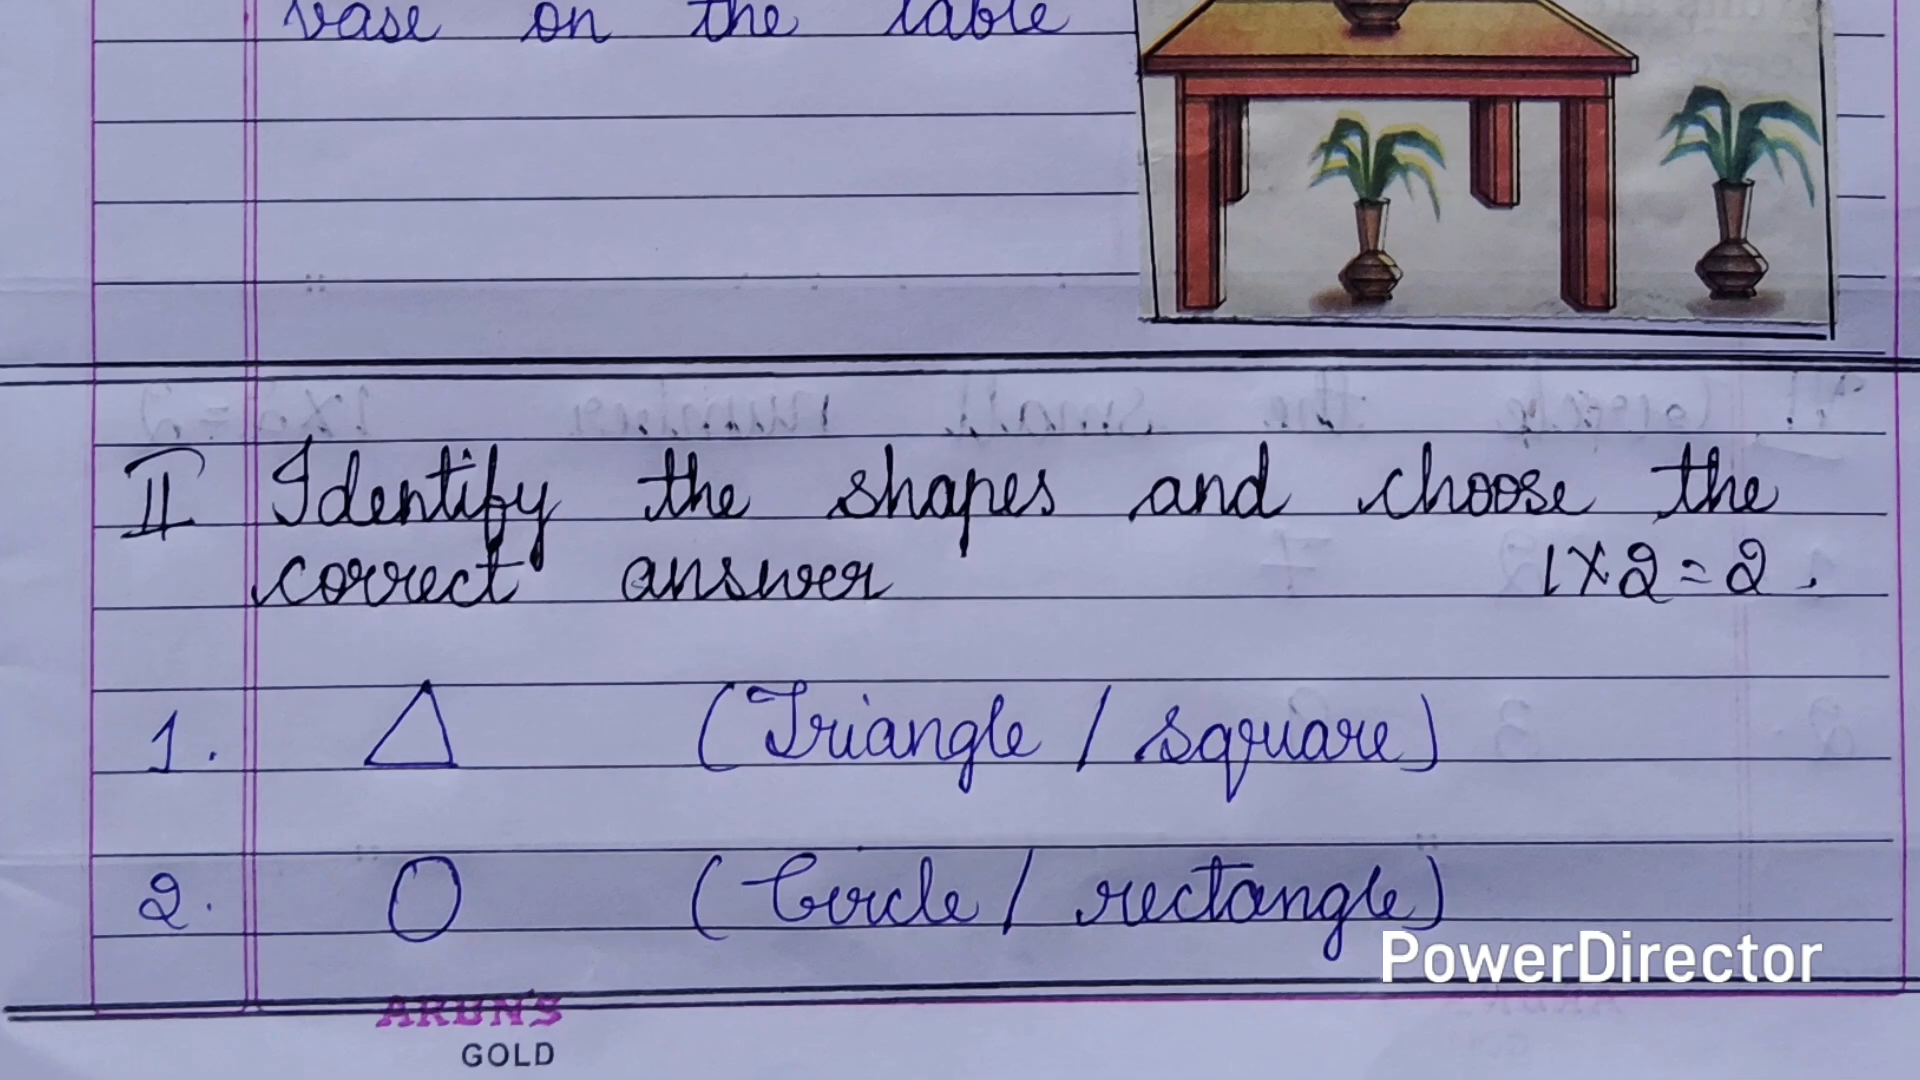 vase on the table
II Identify the shapes and choose the
correct answer 1×2=2.
1. (Triangle / square)
2. (Circle / rectangle)
PowerDirector
ARUN'S
GOLD